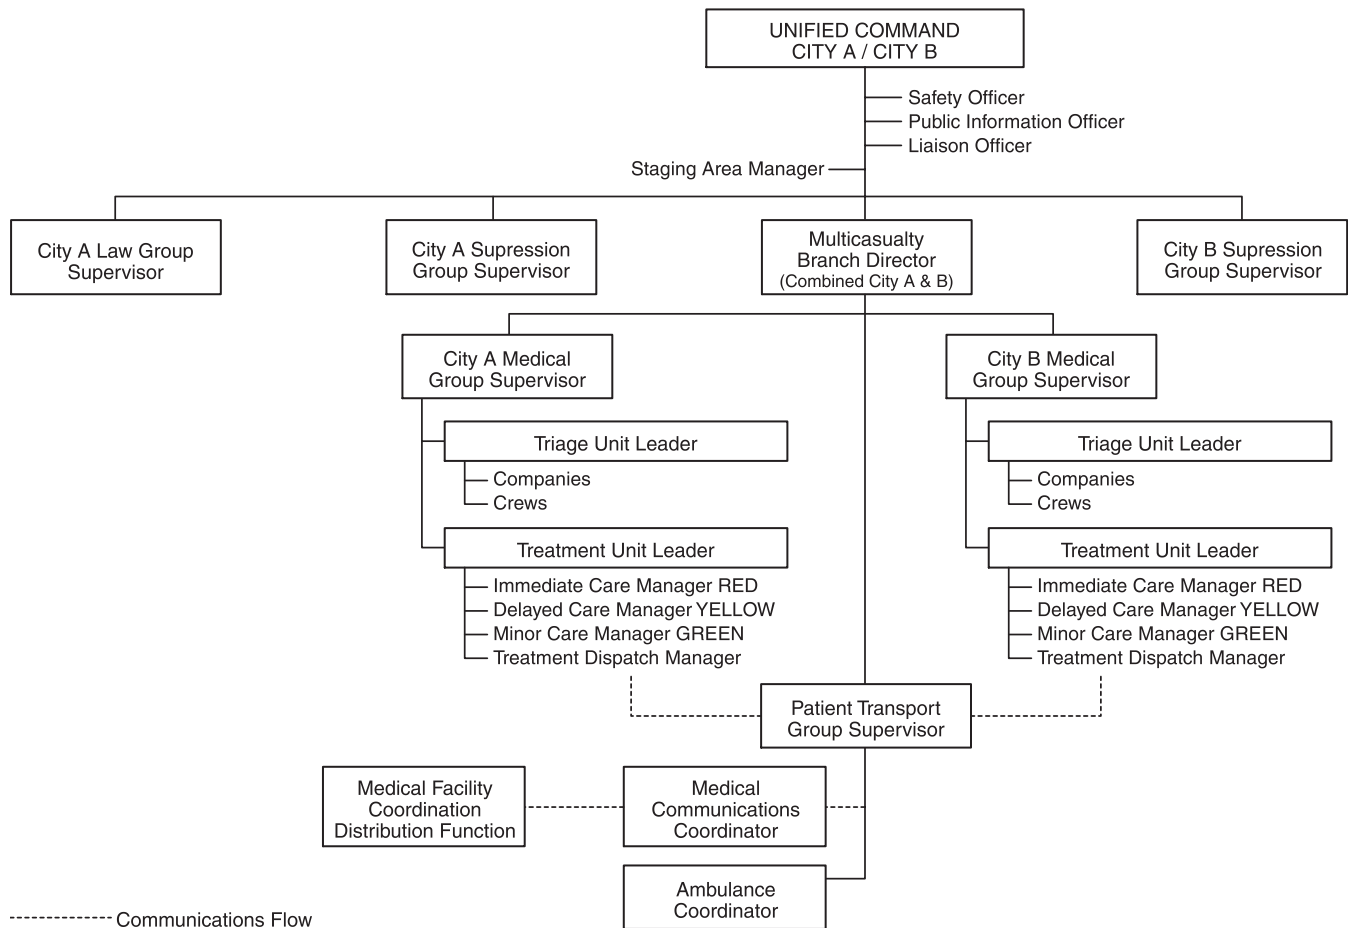 UNIFIED COMMAND
CITY A / CITY B
Safety Officer
Public Information Officer
Liaison Officer
Staging Area Manager
City A Law Group
Supervisor
City A Supression
Group Supervisor
Multicasualty
Branch Director
(Combined City A & B)
City B Supression
Group Supervisor
City A Medical
Group Supervisor
Triage Unit Leader
Companies
Crews
Treatment Unit Leader
Immediate Care Manager RED
Delayed Care Manager YELLOW
Minor Care Manager GREEN
Treatment Dispatch Manager
City B Medical
Group Supervisor
Triage Unit Leader
Companies
Crews
Treatment Unit Leader
Immediate Care Manager RED
Delayed Care Manager YELLOW
Minor Care Manager GREEN
Treatment Dispatch Manager
Patient Transport
Group Supervisor
Medical Facility
Coordination
Distribution Function
Medical
Communications
Coordinator
Ambulance
Coordinator
Communications Flow